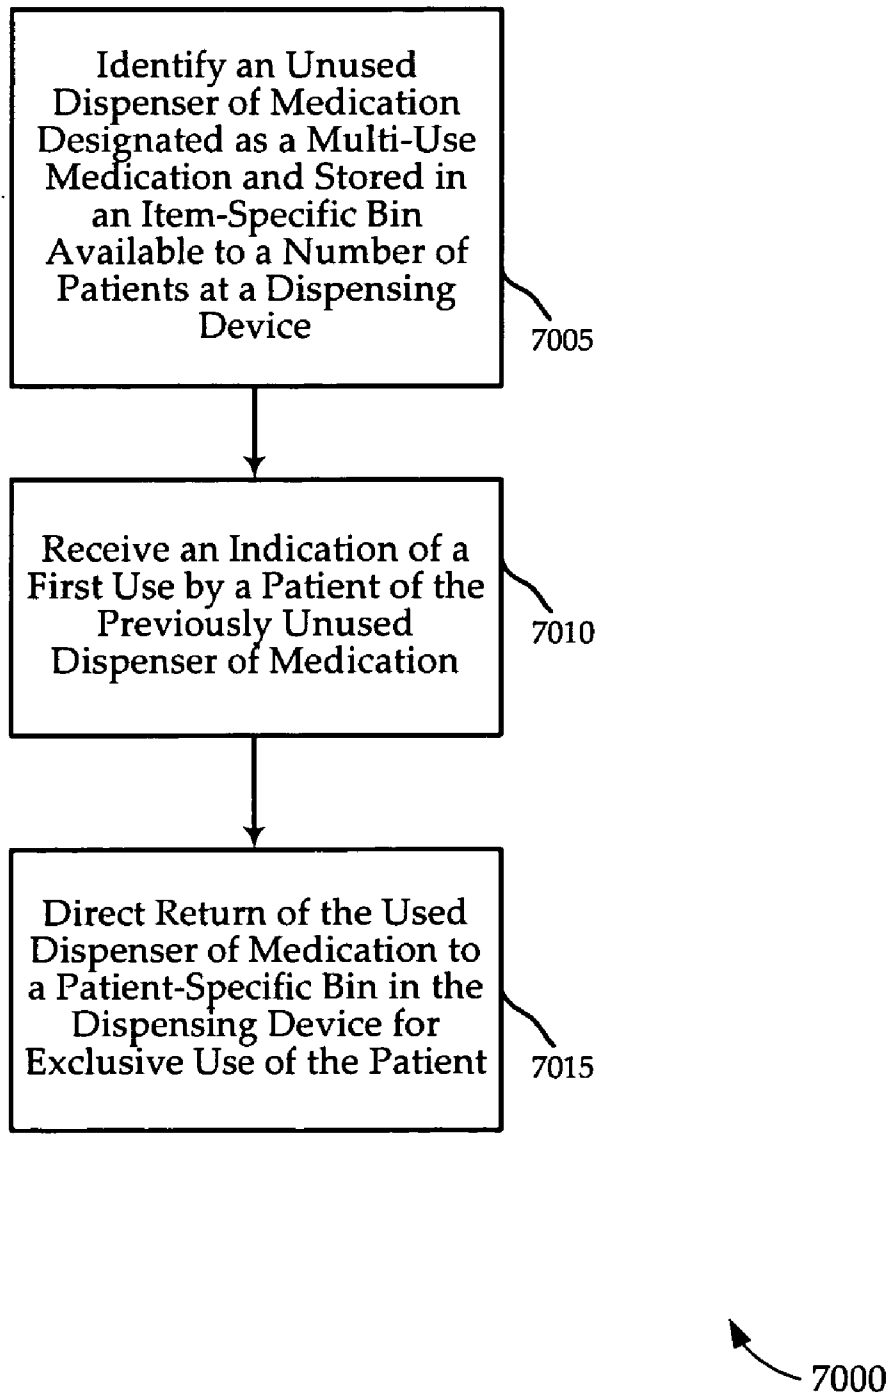 Identify an Unused
Dispenser of Medication
Designated as a Multi-Use
Medication and Stored in
an Item-Specific Bin
Available to a Number of
Patients at a Dispensing
Device
7005
Receive an Indication of a
First Use by a Patient of the
Previously Unused
Dispenser of Medication
7010
Direct Return of the Used
Dispenser of Medication to
a Patient-Specific Bin in the
Dispensing Device for
Exclusive Use of the Patient
7015
7000